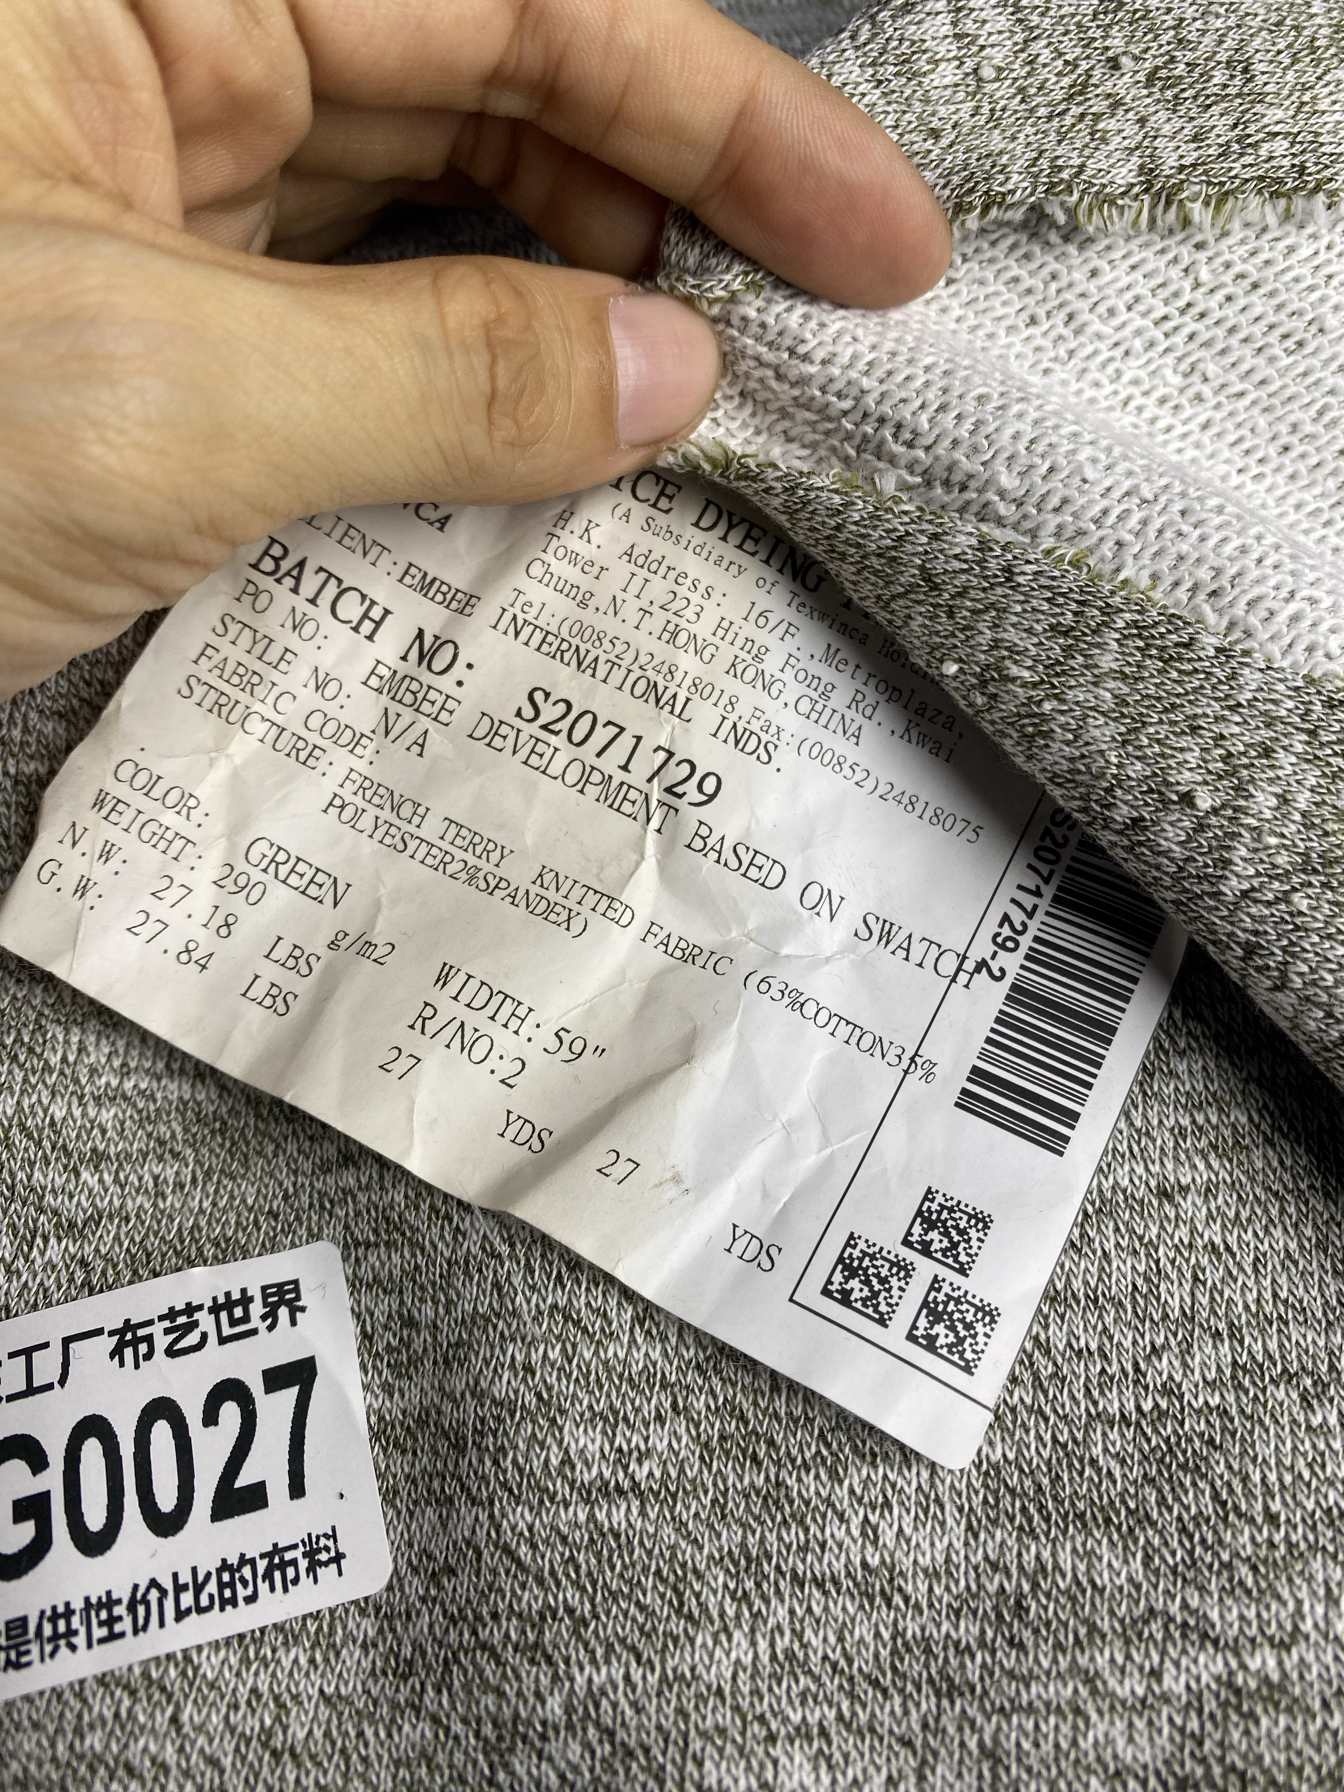 DYEING
(A Subsidiary of Texwinca
H.K. Address: 16/F.,Metroplaza,
Tower II,223 Hing Fong Rd.,Kwai
Chung,N.T.HONG KONG,CHINA
Tel:(00852)24818018 Fax:(00852)24818075
CLIENT:EMBEE INTERNATIONAL INDS.
BATCH NO: S2071729
PO NO: EMBEE DEVELOPMENT BASED ON SWATCH
STYLE NO: N/A
FABRIC CODE:
STRUCTURE: FRENCH TERRY KNITTED FABRIC (63%COTTON35%
POLYESTER2%SPANDEX)
COLOR: GREEN
WEIGHT: 290 g/m2 WIDTH:59"
N.W: 27.18 LBS R/NO:2
G.W: 27.84 LBS 27 YDS 27 YDS
S2071729-2
工厂布艺世界
G0027
提供性价比的布料